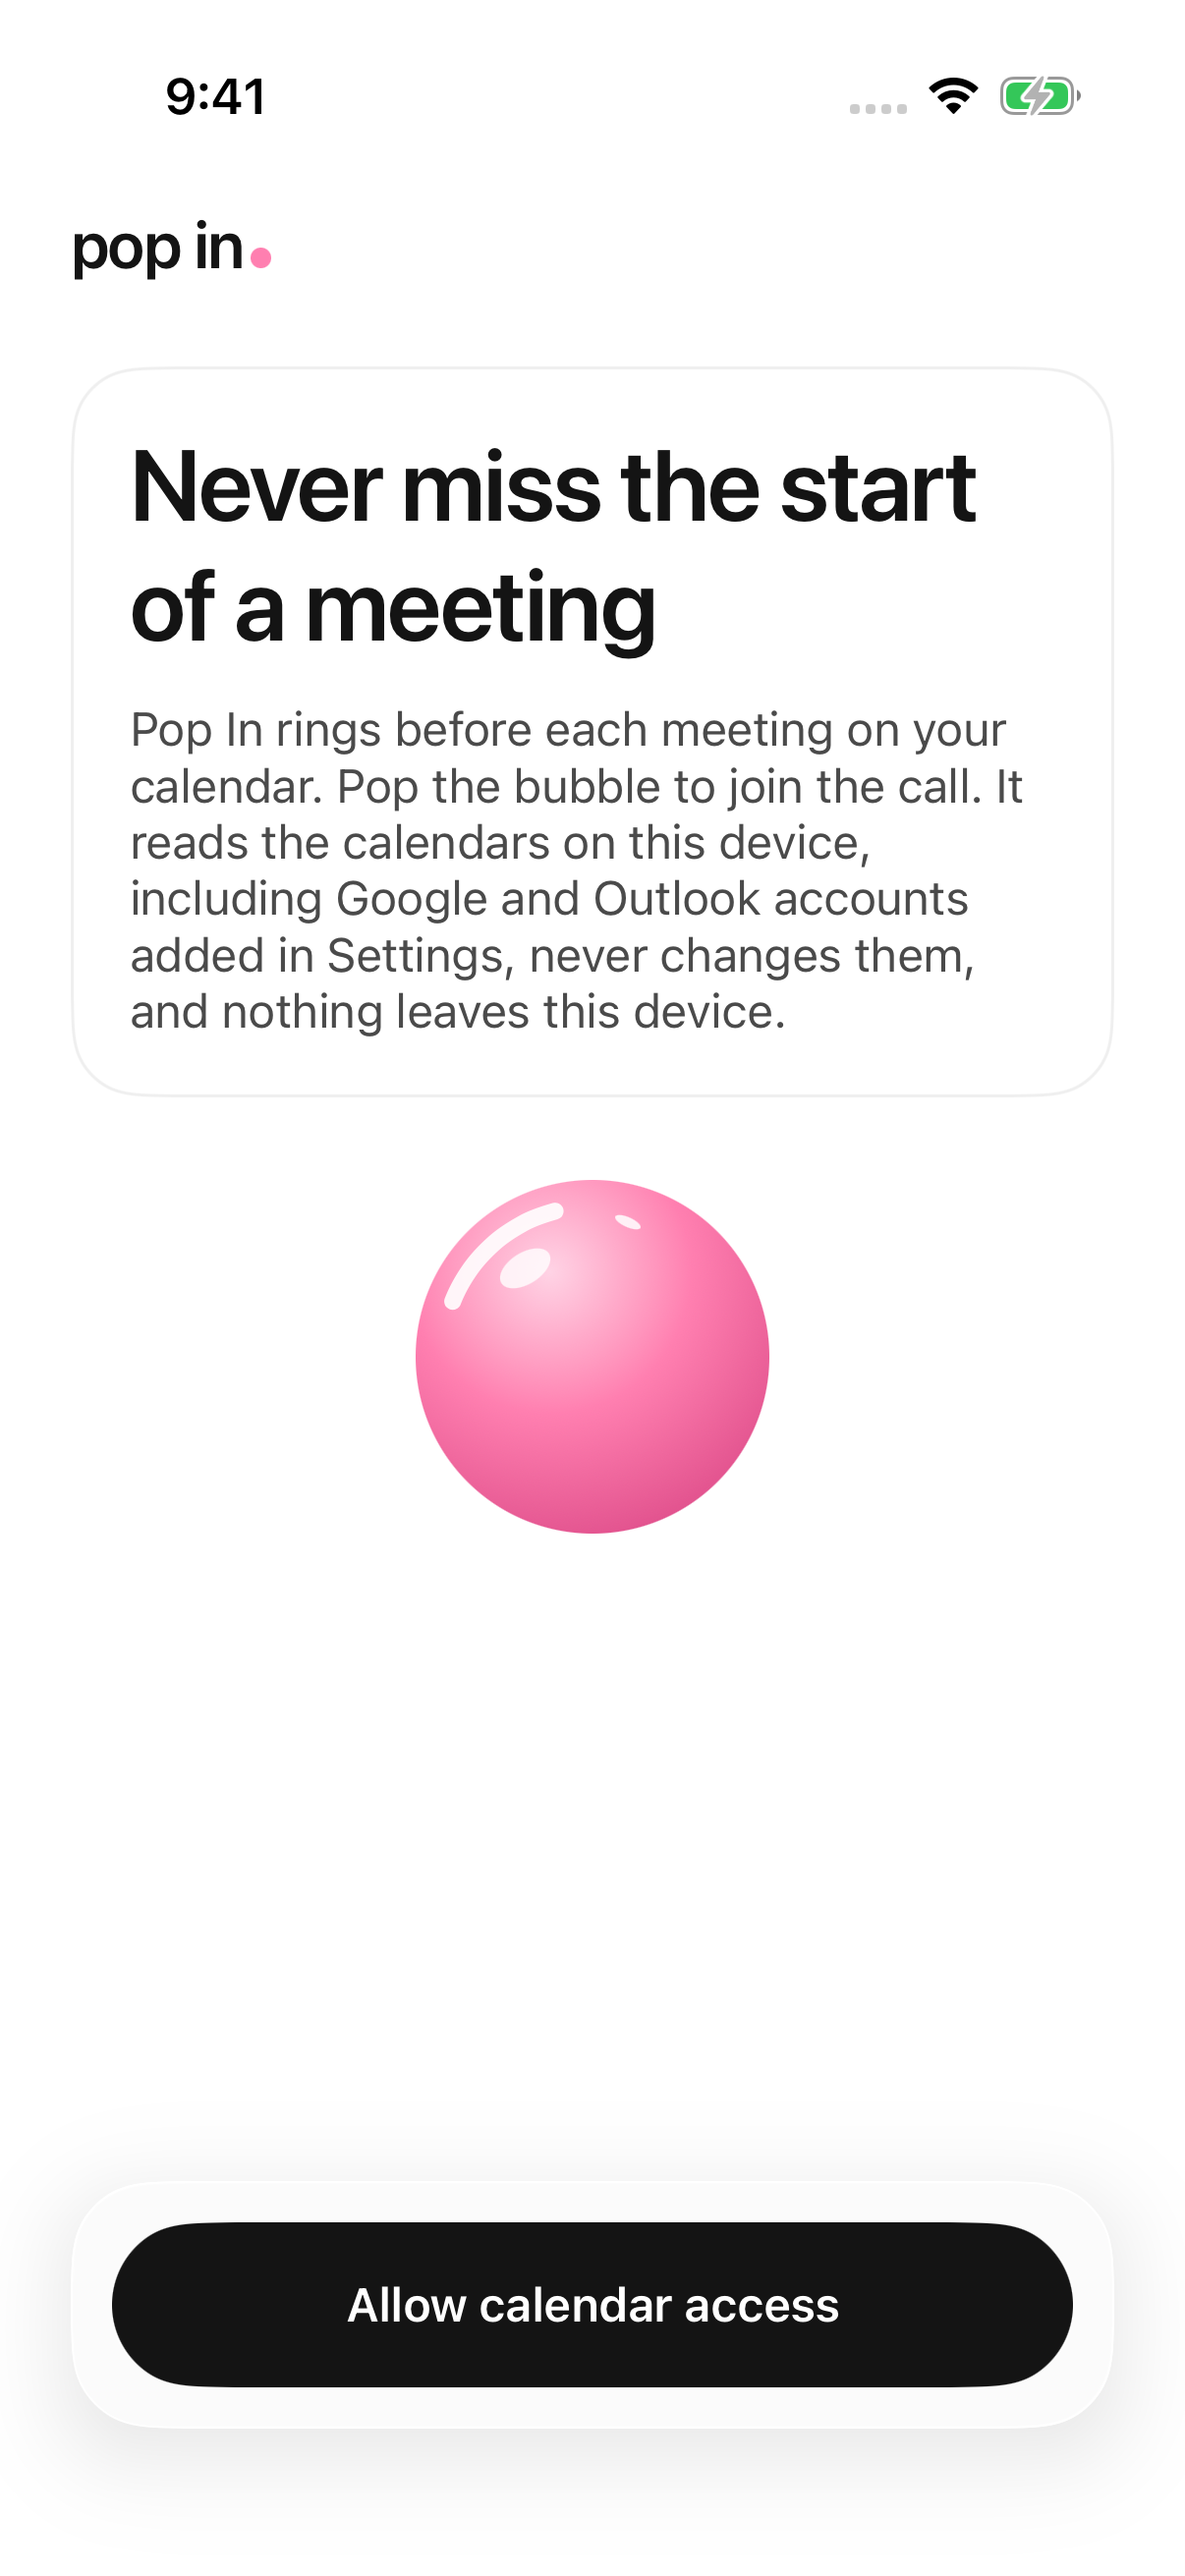 9:41
pop in
Never miss the start
of a meeting
Pop In rings before each meeting on your
calendar. Pop the bubble to join the call. It
reads the calendars on this device,
including Google and Outlook accounts
added in Settings, never changes them,
and nothing leaves this device.
Allow calendar access